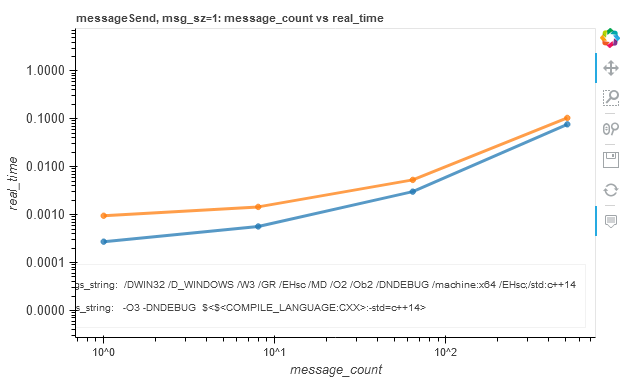 messageSend, msg_sz=1: message_count vs real_time
1.0000
0.1000
0.0100
0.0010
0.0001
0.0000
real_time
gs_string: /DWIN32 /D_WINDOWS /W3 /GR /EHsc /MD /O2 /Ob2 /DNDEBUG /machine:x64 /EHsc;/std:c++14
s_string: -O3 -DNDEBUG $<$<COMPILE_LANGUAGE:CXX>:-std=c++14>
10^0 10^1 10^2
message_count